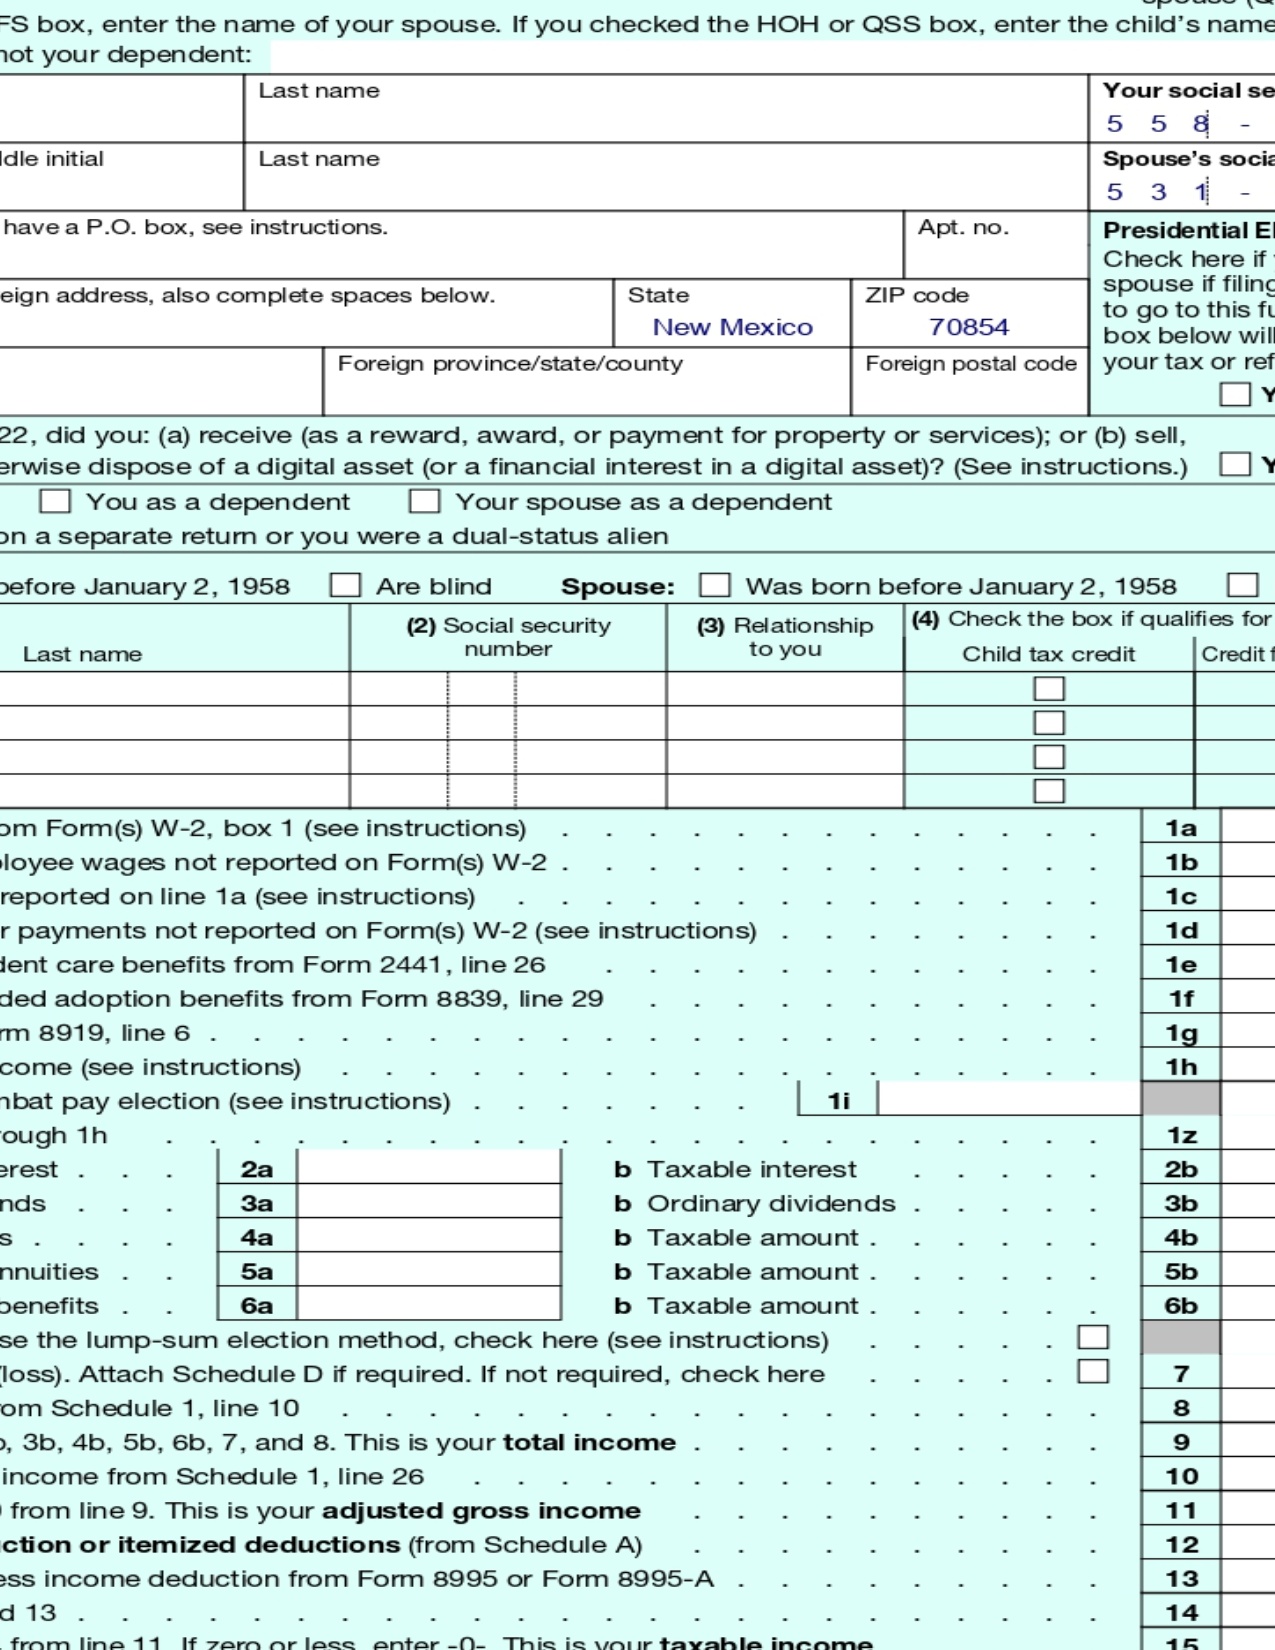 FS box, enter the name of your spouse. If you checked the HOH or QSS box, enter the child's name
not your dependent:
Last name
Your social se
5 5 8 -
ddle initial
Last name
Spouse's socia
5 3 1 -
have a P.O. box, see instructions.
Apt. no.
Presidential El
Check here if
spouse if filing
to go to this fu
box below will
your tax or ref
Y
eign address, also complete spaces below.
State
New Mexico
ZIP code
70854
Foreign province/state/county
Foreign postal code
22, did you: (a) receive (as a reward, award, or payment for property or services); or (b) sell,
erwise dispose of a digital asset (or a financial interest in a digital asset)? (See instructions.)
Y
You as a dependent
Your spouse as a dependent
on a separate return or you were a dual-status alien
before January 2, 1958
Are blind
Spouse:
Was born before January 2, 1958
Last name
(2) Social security
number
(3) Relationship
to you
(4) Check the box if qualifies for
Child tax credit
Credit f
om Form(s) W-2, box 1 (see instructions) . . . . . . . . . . . . . 1a
ployee wages not reported on Form(s) W-2 . . . . . . . . . . . . . 1b
reported on line 1a (see instructions) . . . . . . . . . . . . . . 1c
r payments not reported on Form(s) W-2 (see instructions) . . . . . . . . 1d
dent care benefits from Form 2441, line 26 . . . . . . . . . . . . 1e
ded adoption benefits from Form 8839, line 29 . . . . . . . . . . . 1f
rm 8919, line 6 . . . . . . . . . . . . . . . . . . . . . 1g
come (see instructions) . . . . . . . . . . . . . . . . . . 1h
mbat pay election (see instructions) . . . . . . . 1i
rough 1h . . . . . . . . . . . . . . . . . . . . . . 1z
erest . . . 2a b Taxable interest . . . . . 2b
nds . . . 3a b Ordinary dividends . . . . . 3b
s . . . . 4a b Taxable amount . . . . . . 4b
nnuities . . 5a b Taxable amount . . . . . . 5b
benefits . . 6a b Taxable amount . . . . . . 6b
se the lump-sum election method, check here (see instructions) . . . . .
(loss). Attach Schedule D if required. If not required, check here . . . . . 7
rom Schedule 1, line 10 . . . . . . . . . . . . . . . . . . 8
b, 3b, 4b, 5b, 6b, 7, and 8. This is your total income . . . . . . . . . . 9
income from Schedule 1, line 26 . . . . . . . . . . . . . . . 10
from line 9. This is your adjusted gross income . . . . . . . . . . 11
ction or itemized deductions (from Schedule A) . . . . . . . . . . 12
ess income deduction from Form 8995 or Form 8995-A . . . . . . . . . 13
d 13 . . . . . . . . . . . . . . . . . . . . . . . . 14
from line 11. If zero or less, enter -0-. This is your taxable income 15